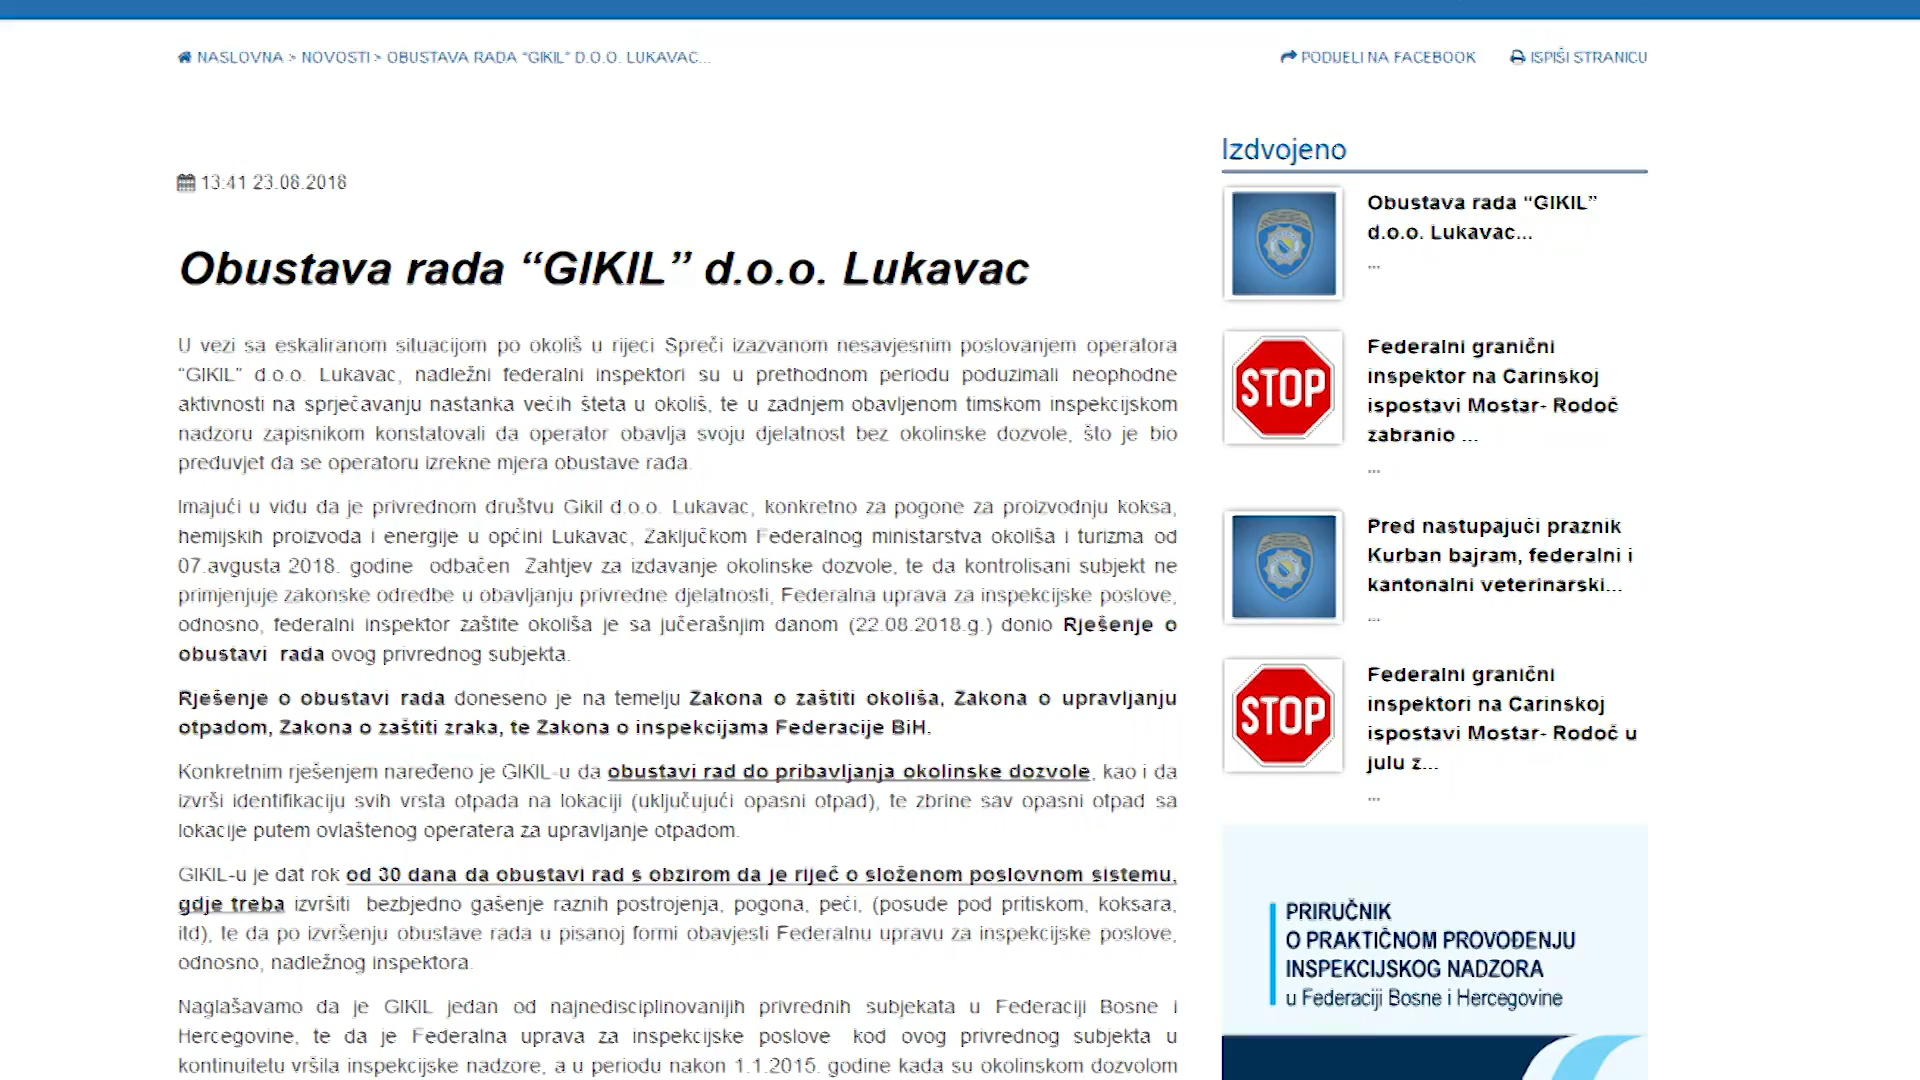 NASLOVNA > NOVOSTI > OBUSTAVA RADA “GIKIL” D.O.O. LUKAVAC...
PODIJELI NA FACEBOOK
ISPIŠI STRANICU
13:41 23.08.2018
Obustava rada “GIKIL” d.o.o. Lukavac
U vezi sa eskaliranom situacijom po okoliš u rijeci Spreči izazvanom nesavjesnim poslovanjem operatora
“GIKIL” d.o.o. Lukavac, nadležni federalni inspektori su u prethodnom periodu poduzimali neophodne
aktivnosti na sprječavanju nastanka većih šteta u okoliš, te u zadnjem obavljenom timskom inspekcijskom
nadzoru zapisnikom konstatovali da operator obavlja svoju djelatnost bez okolinske dozvole, što je bio
preduvjet da se operatoru izrekne mjera obustave rada.
Imajući u vidu da je privrednom društvu Gikil d.o.o. Lukavac, konkretno za pogone za proizvodnju koksa,
hemijskih proizvoda i energije u općini Lukavac, Zaključkom Federalnog ministarstva okoliša i turizma od
07.avgusta 2018. godine odbačen Zahtjev za izdavanje okolinske dozvole, te da kontrolisani subjekt ne
primjenjuje zakonske odredbe u obavljanju privredne djelatnosti, Federalna uprava za inspekcijske poslove,
odnosno, federalni inspektor zaštite okoliša je sa jučerašnjim danom (22.08.2018.g.) donio Rješenje o
obustavi rada ovog privrednog subjekta.
Rješenje o obustavi rada doneseno je na temelju Zakona o zaštiti okoliša, Zakona o upravljanju
otpadom, Zakona o zaštiti zraka, te Zakona o inspekcijama Federacije BiH.
Konkretnim rješenjem naređeno je GIKIL-u da obustavi rad do pribavljanja okolinske dozvole, kao i da
izvrši identifikaciju svih vrsta otpada na lokaciji (uključujući opasni otpad), te zbrine sav opasni otpad sa
lokacije putem ovlaštenog operatera za upravljanje otpadom.
GIKIL-u je dat rok od 30 dana da obustavi rad s obzirom da je riječ o složenom poslovnom sistemu,
gdje treba izvršiti bezbjedno gašenje raznih postrojenja, pogona, peći, (posude pod pritiskom, koksara,
itd), te da po izvršenju obustave rada u pisanoj formi obavjesti Federalnu upravu za inspekcijske poslove,
odnosno, nadležnog inspektora.
Naglašavamo da je GIKIL jedan od najnedisciplinovanijih privrednih subjekata u Federaciji Bosne i
Hercegovine, te da je Federalna uprava za inspekcijske poslove kod ovog privrednog subjekta u
kontinuitetu vršila inspekcijske nadzore, a u periodu nakon 1.1.2015. godine kada su okolinskom dozvolom
Izdvojeno
Obustava rada “GIKIL”
d.o.o. Lukavac...
...
STOP
Federalni granični
inspektor na Carinskoj
ispostavi Mostar- Rodoč
zabranio ...
...
Pred nastupajući praznik
Kurban bajram, federalni i
kantonalni veterinarski...
...
STOP
Federalni granični
inspektori na Carinskoj
ispostavi Mostar- Rodoč u
julu z...
...
PRIRUČNIK
O PRAKTIČNOM PROVOĐENJU
INSPEKCIJSKOG NADZORA
u Federaciji Bosne i Hercegovine